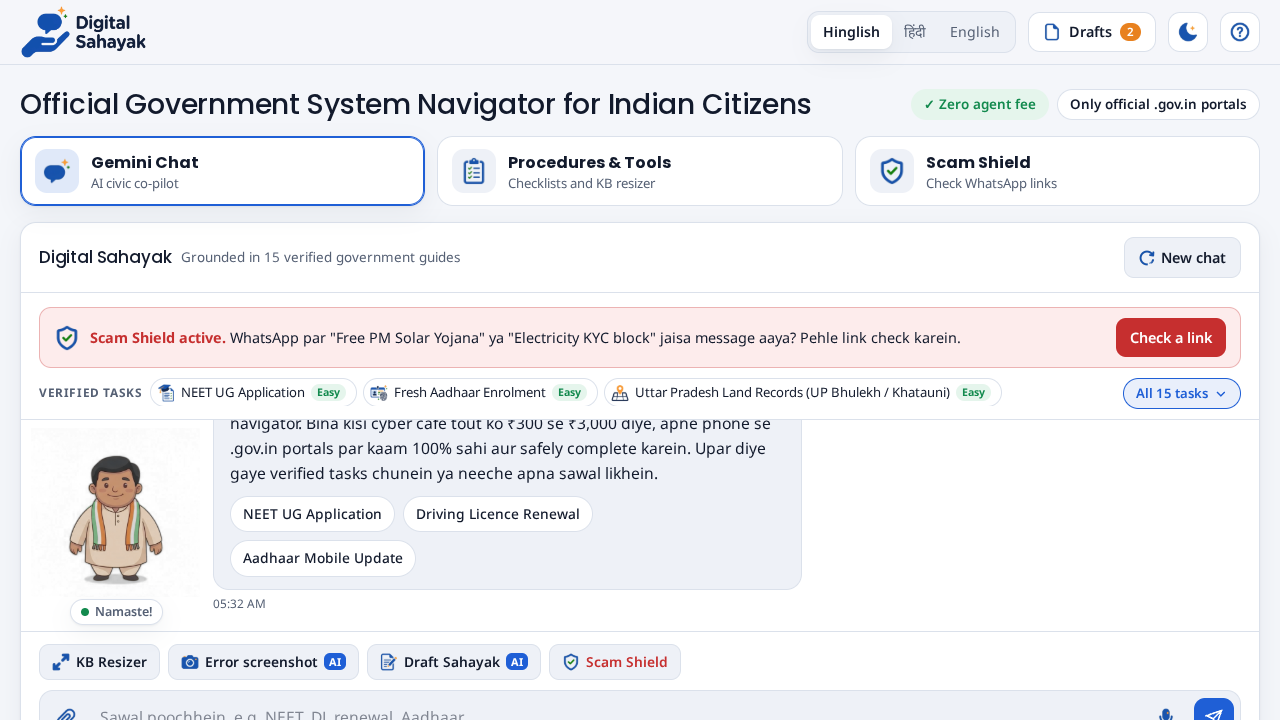 Digital
Sahayak
Hinglish
हिंदी
English
Drafts 2
Official Government System Navigator for Indian Citizens
✓ Zero agent fee
Only official .gov.in portals
Gemini Chat
AI civic co-pilot
Procedures & Tools
Checklists and KB resizer
Scam Shield
Check WhatsApp links
Digital Sahayak Grounded in 15 verified government guides
New chat
Scam Shield active. WhatsApp par "Free PM Solar Yojana" ya "Electricity KYC block" jaisa message aaya? Pehle link check karein.
Check a link
VERIFIED TASKS
NEET UG Application Easy
Fresh Aadhaar Enrolment Easy
Uttar Pradesh Land Records (UP Bhulekh / Khatauni) Easy
All 15 tasks
navigator. Bina kisi cyber cafe tout ko ₹300 se ₹3,000 diye, apne phone se
.gov.in portals par kaam 100% sahi aur safely complete karein. Upar diye
gaye verified tasks chunein ya neeche apna sawal likhein.
NEET UG Application
Driving Licence Renewal
Aadhaar Mobile Update
05:32 AM
Namaste!
KB Resizer
Error screenshot AI
Draft Sahayak AI
Scam Shield
Sawal poochhein, e.g. NEET, DL renewal, Aadhaar